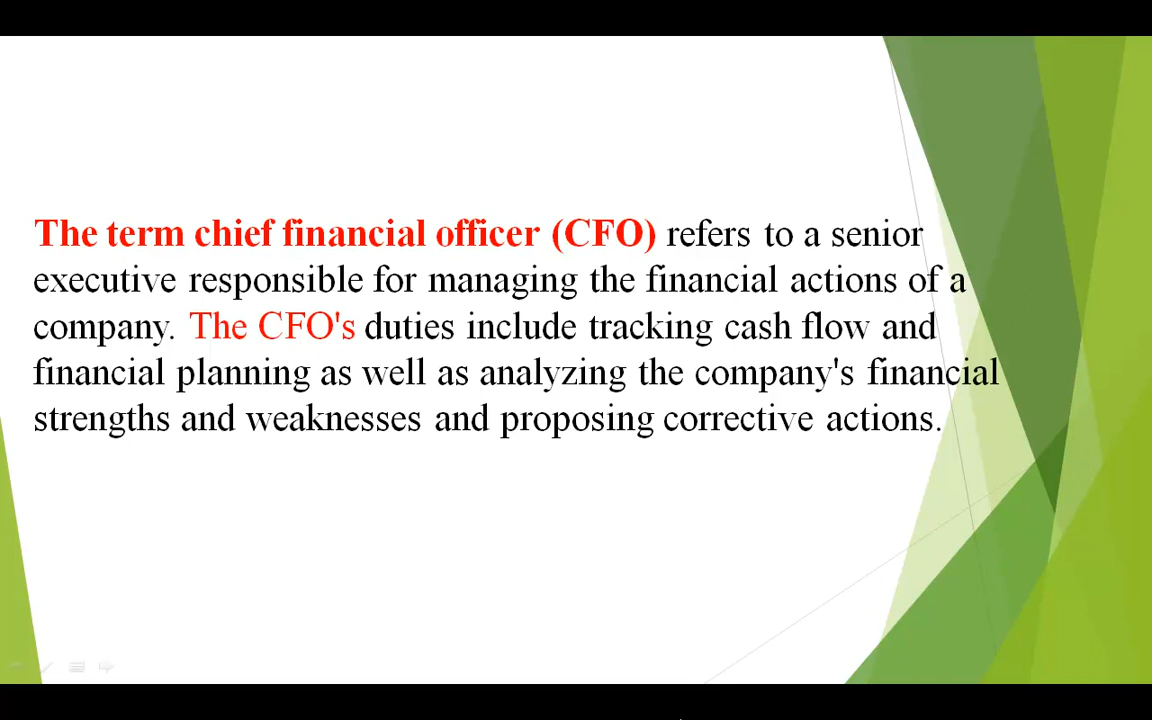 The term chief financial officer (CFO) refers to a senior
executive responsible for managing the financial actions of a
company. The CFO's duties include tracking cash flow and
financial planning as well as analyzing the company's financial
strengths and weaknesses and proposing corrective actions.